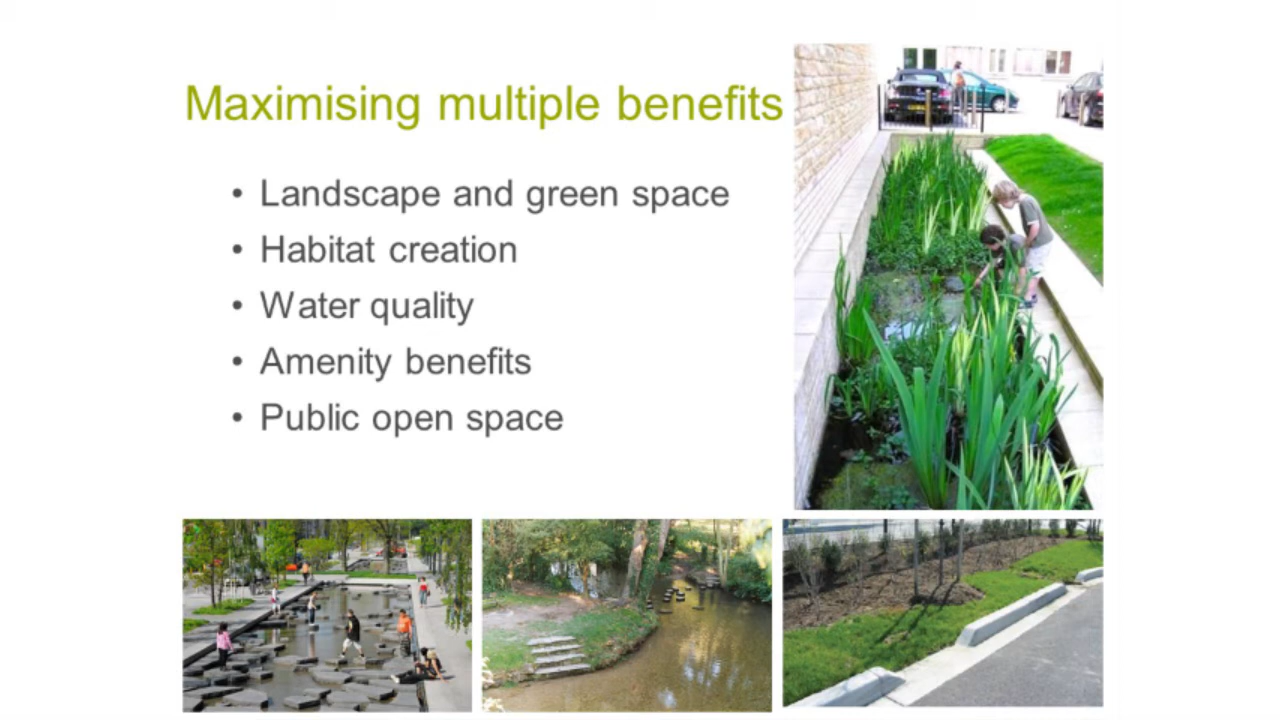 Maximising multiple benefits
• Landscape and green space
• Habitat creation
• Water quality
• Amenity benefits
• Public open space